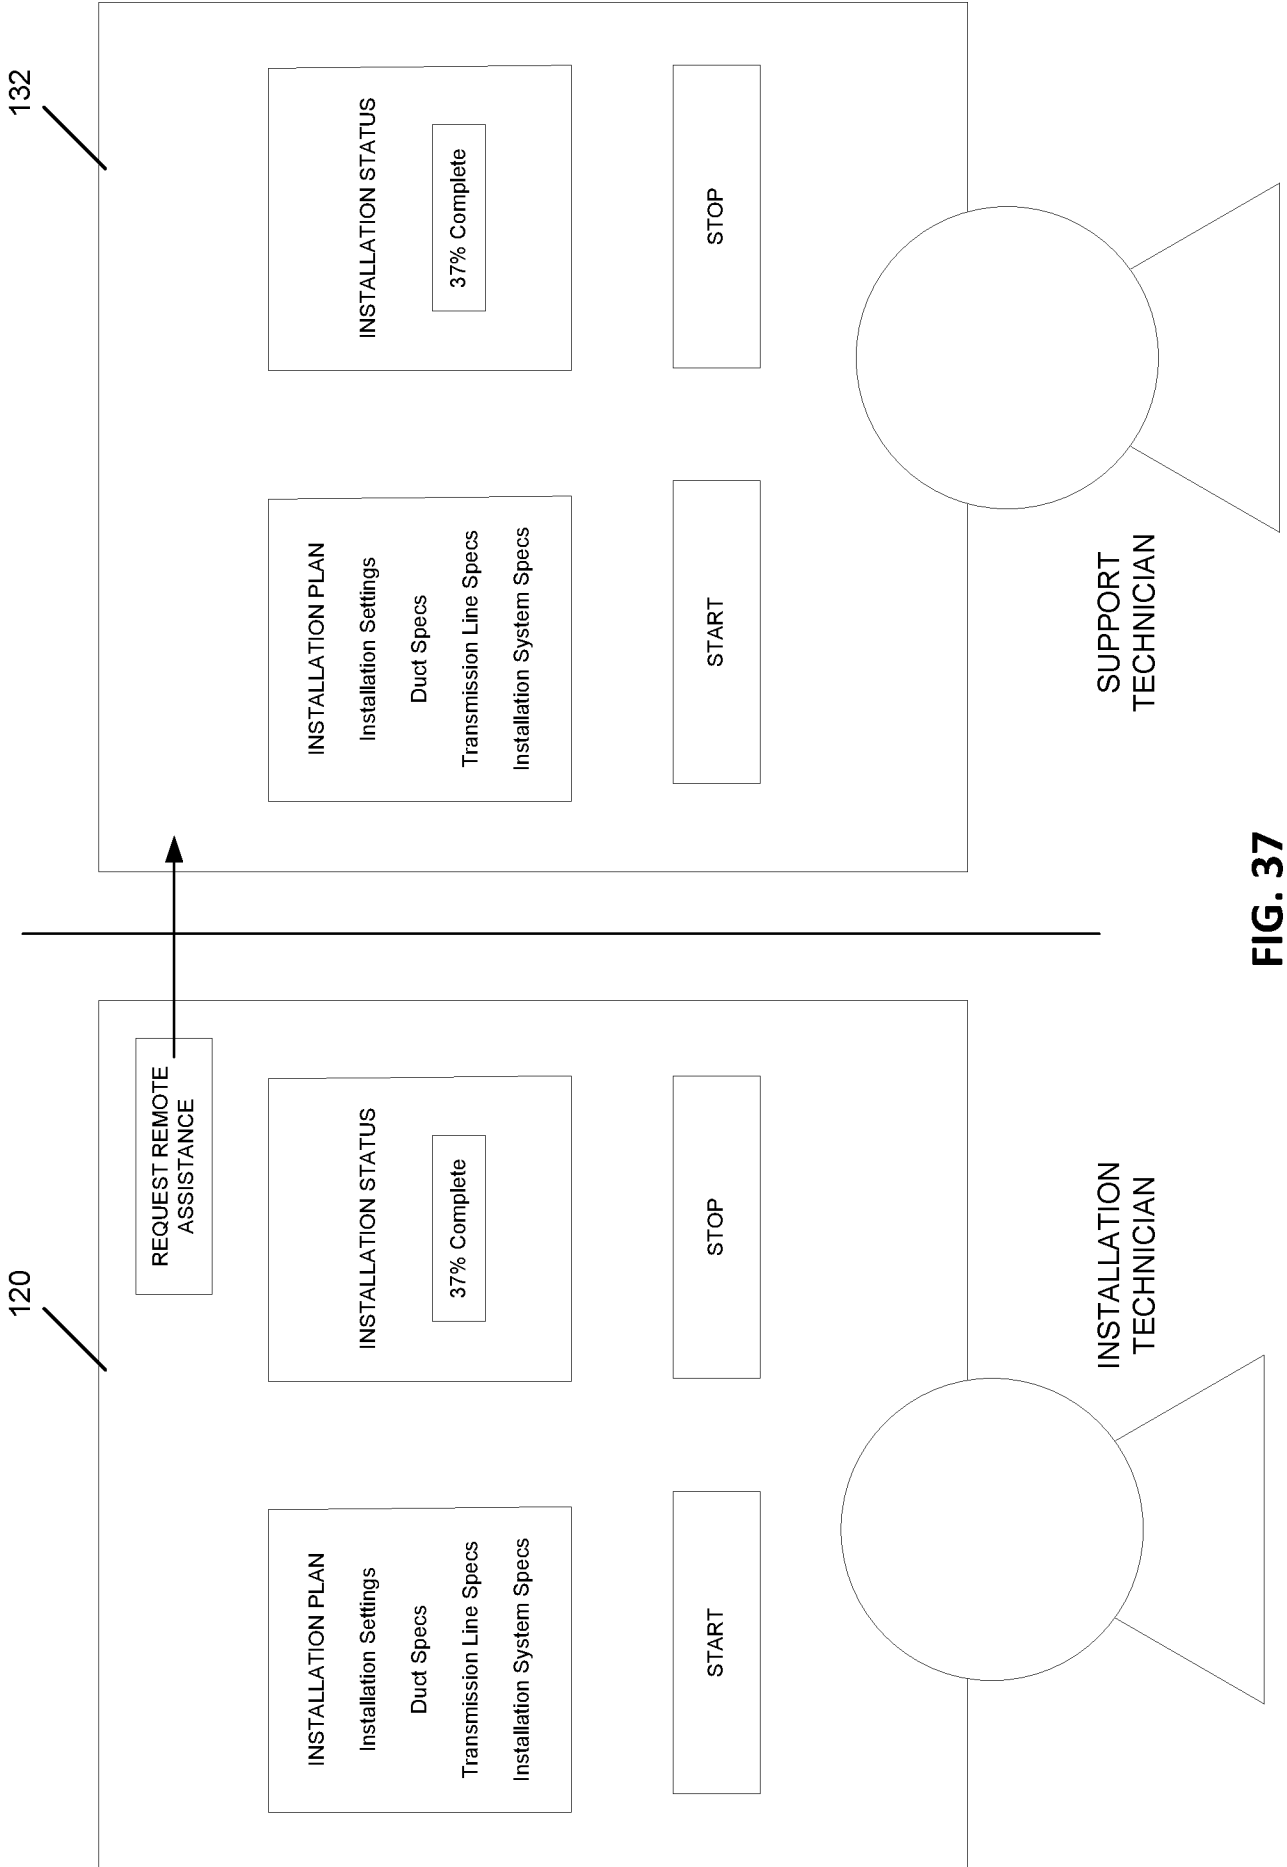 120
REQUEST REMOTE
ASSISTANCE
INSTALLATION PLAN
Installation Settings
Duct Specs
Transmission Line Specs
Installation System Specs
INSTALLATION STATUS
37% Complete
START
STOP
INSTALLATION
TECHNICIAN
132
INSTALLATION PLAN
Installation Settings
Duct Specs
Transmission Line Specs
Installation System Specs
INSTALLATION STATUS
37% Complete
START
STOP
SUPPORT
TECHNICIAN
FIG. 37